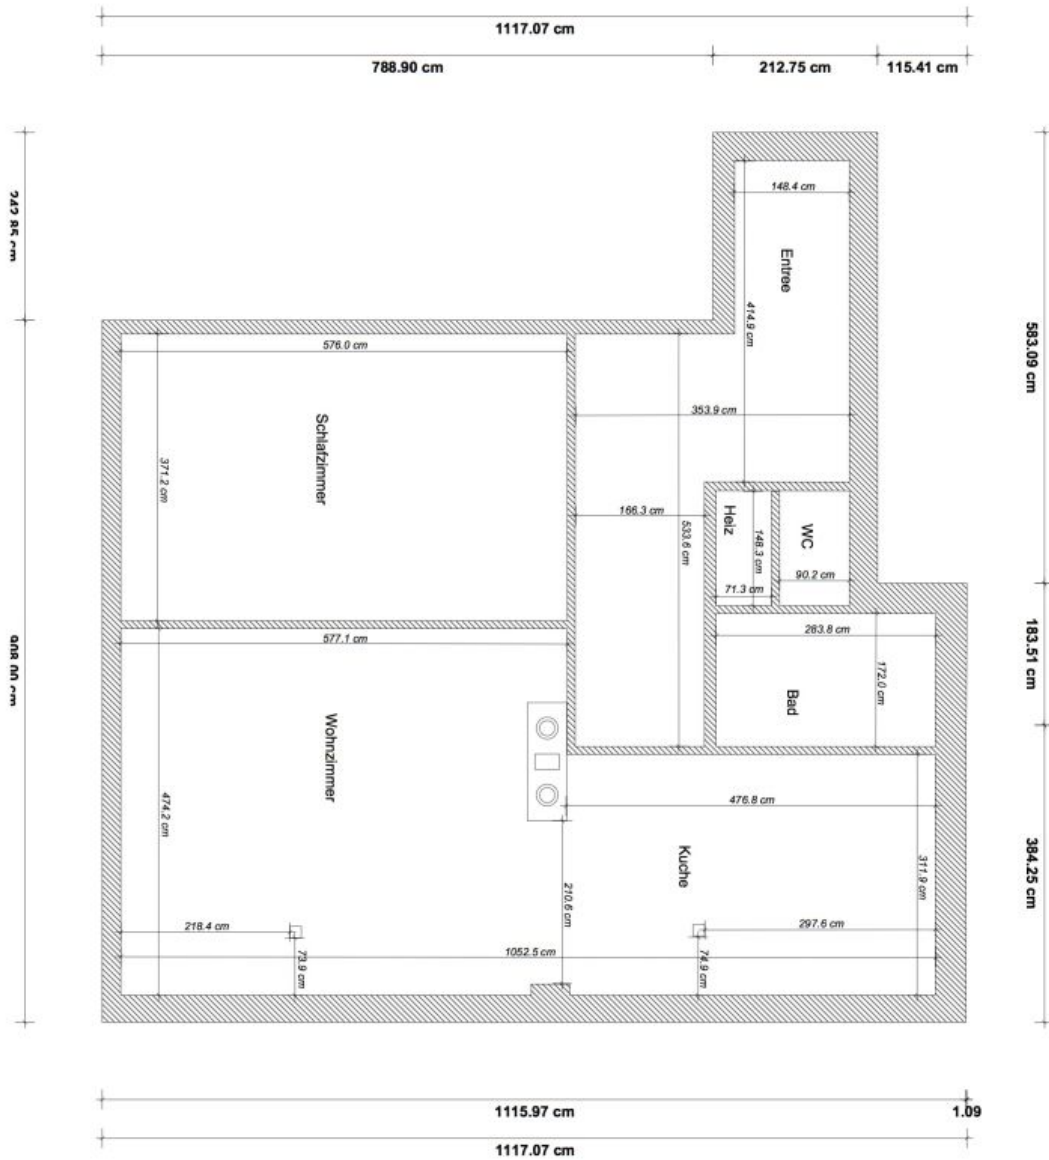 1117.07 cm
788.90 cm
212.75 cm
115.41 cm
148.4 cm
Entree
414.9 cm
583.09 cm
576.0 cm
353.9 cm
Schlafzimmer
371.2 cm
166.3 cm
533.6 cm
Heiz
148.3 cm
WC
90.2 cm
71.3 cm
577.1 cm
283.8 cm
183.51 cm
172.0 cm
Bad
Wohnzimmer
474.2 cm
476.8 cm
Kuche
311.9 cm
384.25 cm
210.6 cm
218.4 cm
297.6 cm
73.9 cm
1052.5 cm
74.9 cm
1115.97 cm
1.09
1117.07 cm